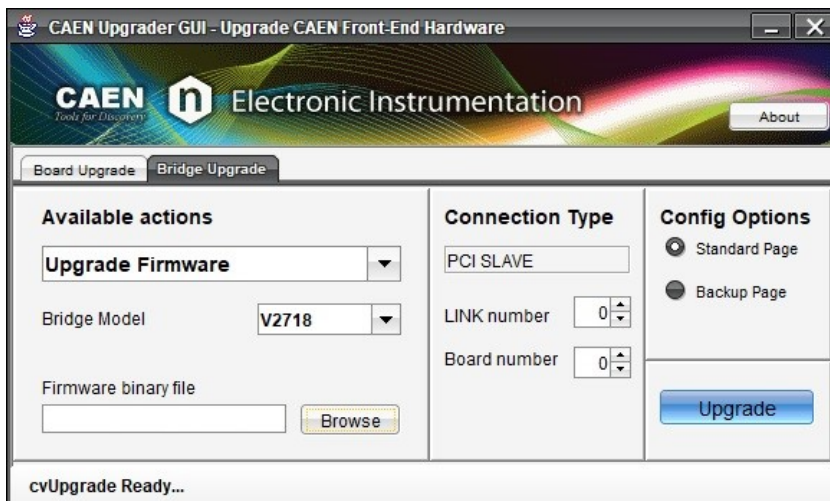 CAEN Upgrader GUI - Upgrade CAEN Front-End Hardware
CAEN n Electronic Instrumentation
Tools for Discovery
About
Board Upgrade Bridge Upgrade
Available actions
Upgrade Firmware
Bridge Model V2718
Firmware binary file
Browse
Connection Type
PCI SLAVE
LINK number 0
Board number 0
Config Options
Standard Page
Backup Page
Upgrade
cvUpgrade Ready...